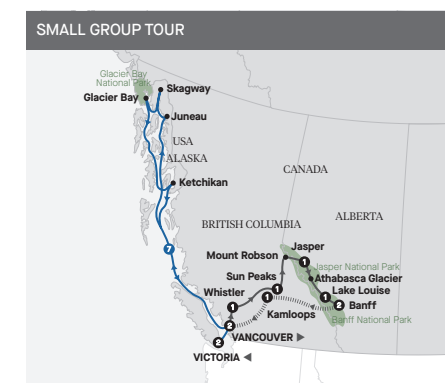 SMALL GROUP TOUR
Glacier Bay
National Park
Glacier Bay
Skagway
Juneau
USA
ALASKA
Ketchikan
CANADA
ALBERTA
BRITISH COLUMBIA
7
Mount Robson
Jasper
1
Jasper National Park
Athabasca Glacier
Sun Peaks
1
Lake Louise
1
Whistler
1
1
Banff
2
Kamloops
Banff National Park
2
VANCOUVER ▶
2
VICTORIA ◀